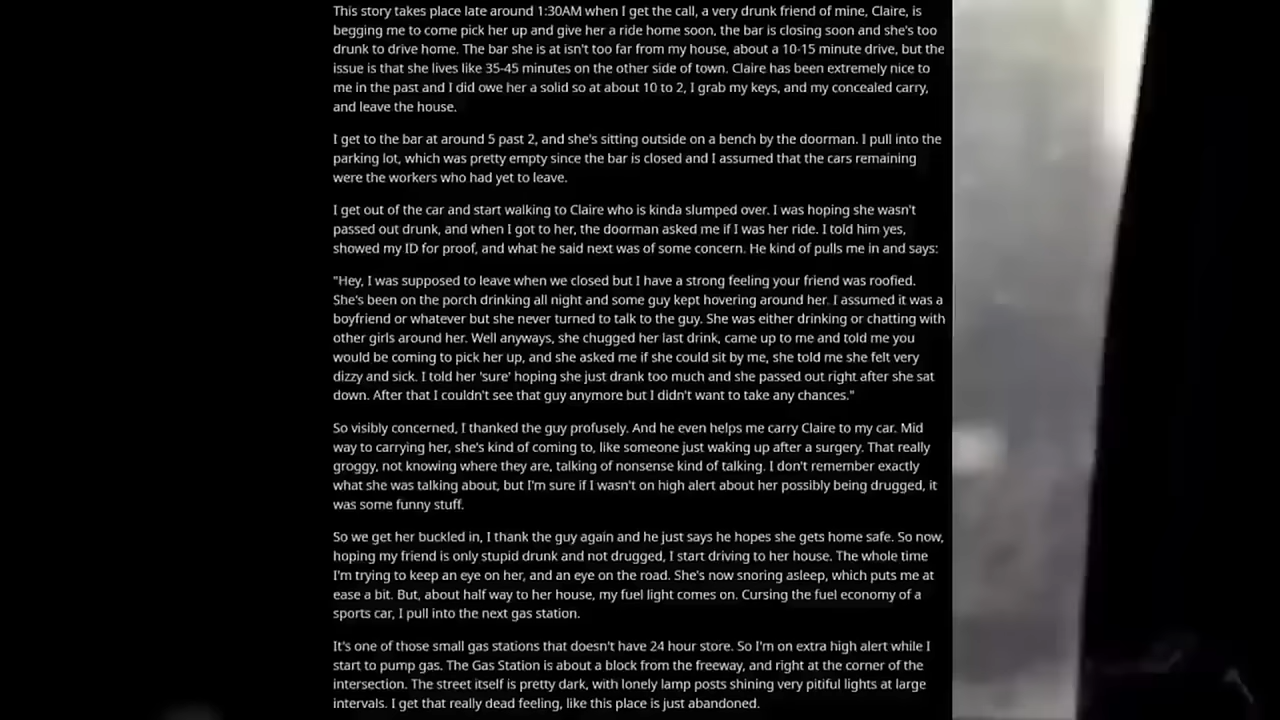 This story takes place late around 1:30AM when I get the call, a very drunk friend of mine, Claire, is
begging me to come pick her up and give her a ride home soon, the bar is closing soon and she's too
drunk to drive home. The bar she is at isn't too far from my house, about a 10-15 minute drive, but the
issue is that she lives like 35-45 minutes on the other side of town. Claire has been extremely nice to
me in the past and I did owe her a solid so at about 10 to 2, I grab my keys, and my concealed carry,
and leave the house.
I get to the bar at around 5 past 2, and she's sitting outside on a bench by the doorman. I pull into the
parking lot, which was pretty empty since the bar is closed and I assumed that the cars remaining
were the workers who had yet to leave.
I get out of the car and start walking to Claire who is kinda slumped over. I was hoping she wasn't
passed out drunk, and when I got to her, the doorman asked me if I was her ride. I told him yes,
showed my ID for proof, and what he said next was of some concern. He kind of pulls me in and says:
"Hey, I was supposed to leave when we closed but I have a strong feeling your friend was roofied.
She's been on the porch drinking all night and some guy kept hovering around her. I assumed it was a
boyfriend or whatever but she never turned to talk to the guy. She was either drinking or chatting with
other girls around her. Well anyways, she chugged her last drink, came up to me and told me you
would be coming to pick her up, and she asked me if she could sit by me, she told me she felt very
dizzy and sick. I told her 'sure' hoping she just drank too much and she passed out right after she sat
down. After that I couldn't see that guy anymore but I didn't want to take any chances."
So visibly concerned, I thanked the guy profusely. And he even helps me carry Claire to my car. Mid
way to carrying her, she's kind of coming to, like someone just waking up after a surgery. That really
groggy, not knowing where they are, talking of nonsense kind of talking. I don't remember exactly
what she was talking about, but I'm sure if I wasn't on high alert about her possibly being drugged, it
was some funny stuff.
So we get her buckled in, I thank the guy again and he just says he hopes she gets home safe. So now,
hoping my friend is only stupid drunk and not drugged, I start driving to her house. The whole time
I'm trying to keep an eye on her, and an eye on the road. She's now snoring asleep, which puts me at
ease a bit. But, about half way to her house, my fuel light comes on. Cursing the fuel economy of a
sports car, I pull into the next gas station.
It's one of those small gas stations that doesn't have 24 hour store. So I'm on extra high alert while I
start to pump gas. The Gas Station is about a block from the freeway, and right at the corner of the
intersection. The street itself is pretty dark, with lonely lamp posts shining very pitiful lights at large
intervals. I get that really dead feeling, like this place is just abandoned.